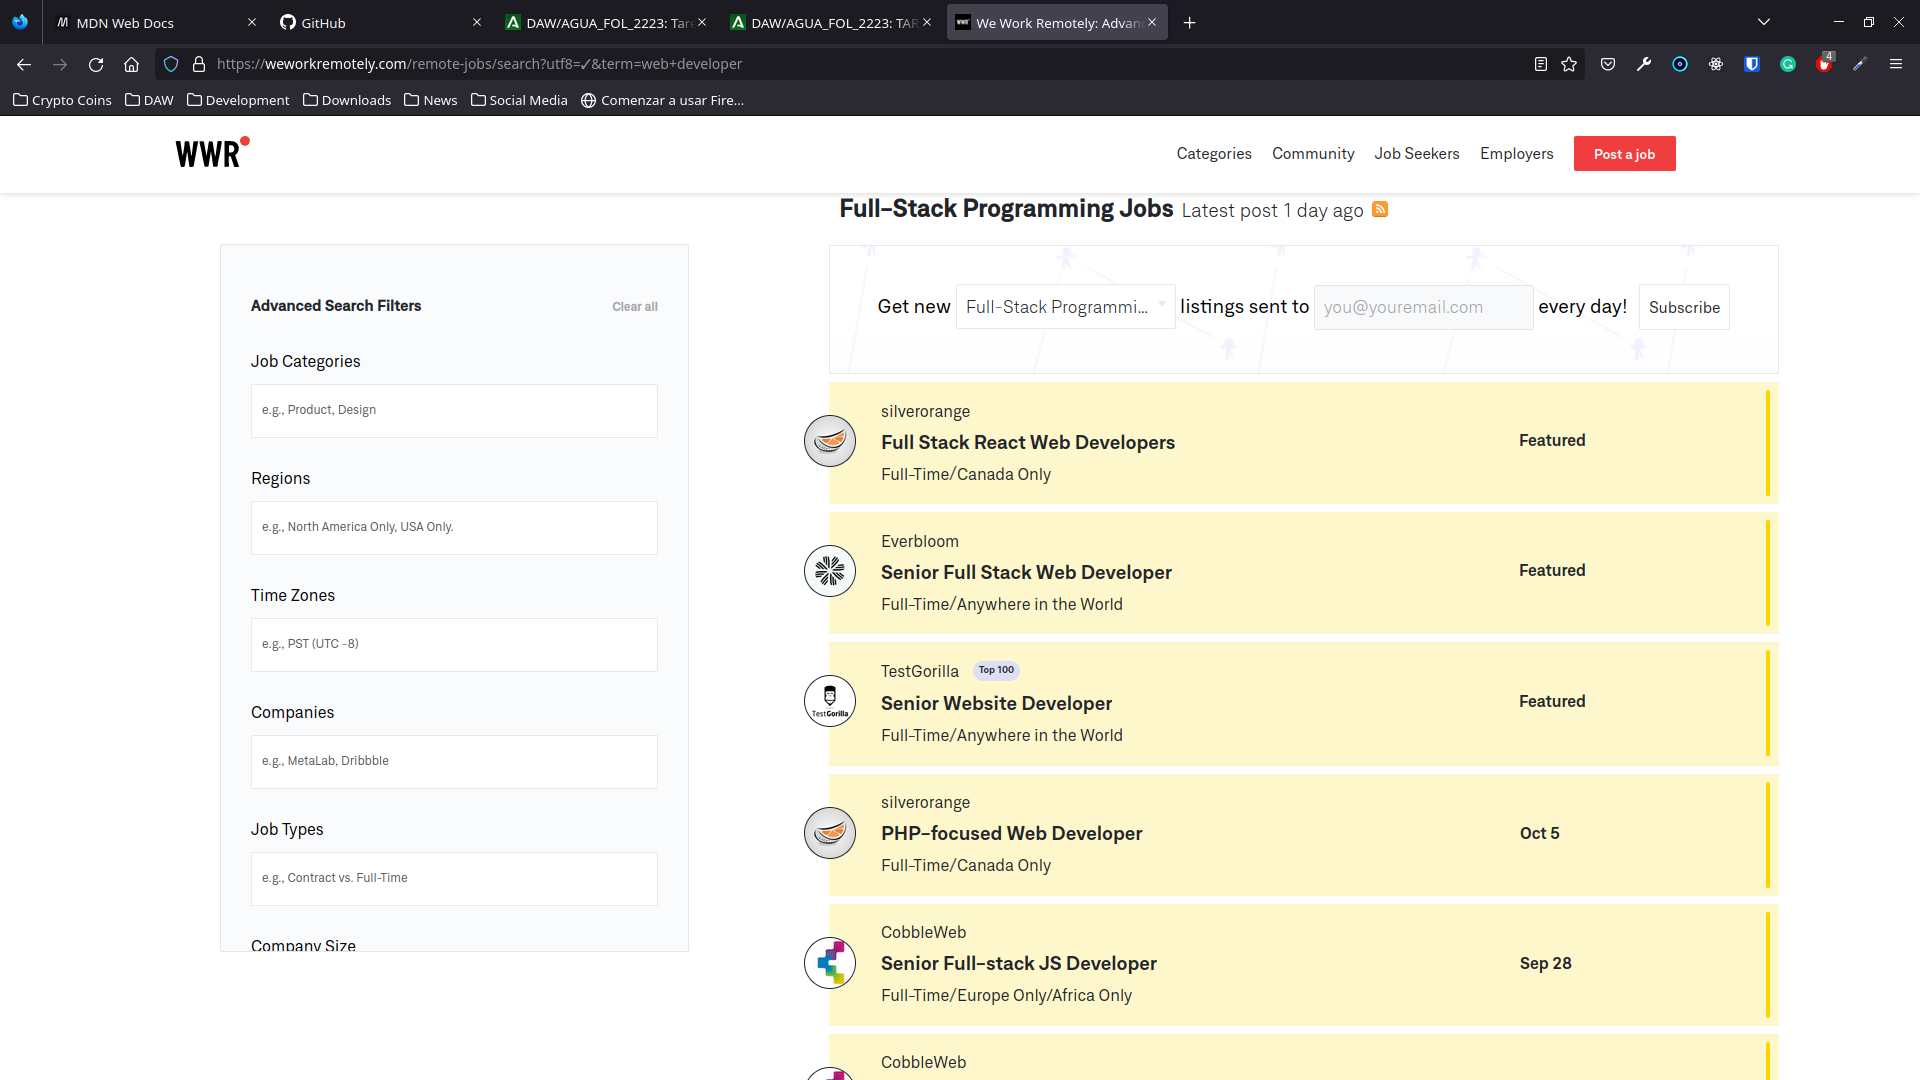 MDN Web Docs
GitHub
DAW/AGUA_FOL_2223: Tare
DAW/AGUA_FOL_2223: TAR
We Work Remotely: Advan
https://weworkremotely.com/remote-jobs/search?utf8=✓&term=web+developer
4
Crypto Coins
DAW
Development
Downloads
News
Social Media
Comenzar a usar Fire...
WWR
Categories
Community
Job Seekers
Employers
Post a job
Full-Stack Programming Jobs Latest post 1 day ago
Advanced Search Filters
Clear all
Job Categories
e.g., Product, Design
Regions
e.g., North America Only, USA Only.
Time Zones
e.g., PST (UTC -8)
Companies
e.g., MetaLab, Dribbble
Job Types
e.g., Contract vs. Full-Time
Company Size
Get new Full-Stack Programmi... listings sent to you@youremail.com every day! Subscribe
silverorange
Full Stack React Web Developers
Full-Time/Canada Only
Featured
Everbloom
Senior Full Stack Web Developer
Full-Time/Anywhere in the World
Featured
TestGorilla
TestGorilla Top 100
Senior Website Developer
Full-Time/Anywhere in the World
Featured
silverorange
PHP-focused Web Developer
Full-Time/Canada Only
Oct 5
CobbleWeb
Senior Full-stack JS Developer
Full-Time/Europe Only/Africa Only
Sep 28
CobbleWeb